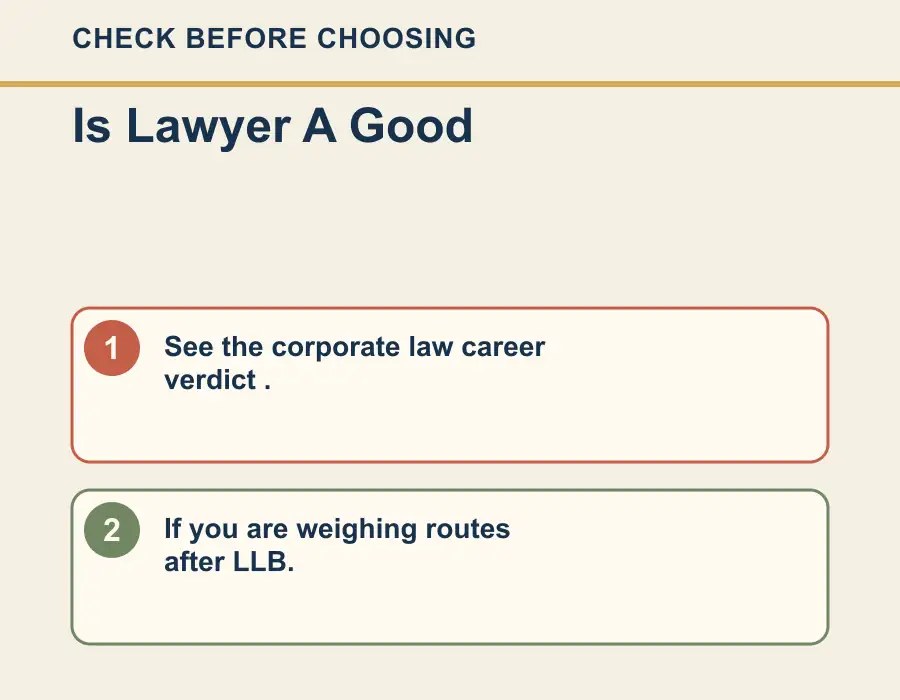 CHECK BEFORE CHOOSING
Is Lawyer A Good
1
See the corporate law career
verdict .
2
If you are weighing routes
after LLB.